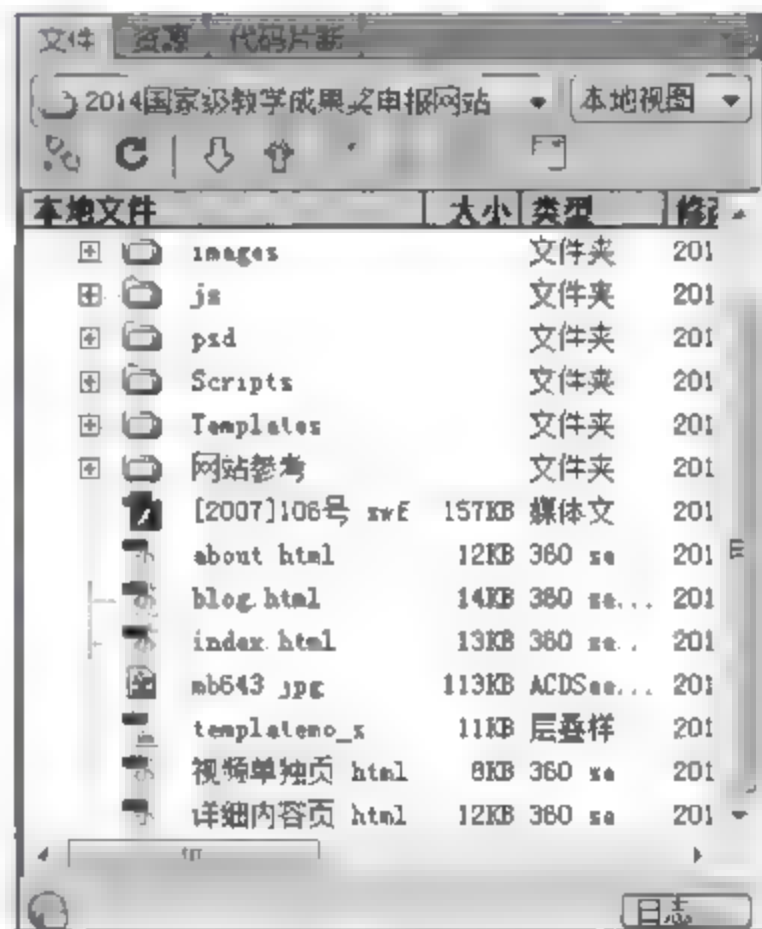 文件 资源 代码片断
2014国家级教学成果奖申报网站 本地视图
本地文件 大小 类型 修改
images 文件夹 201
js 文件夹 201
psd 文件夹 201
Scripts 文件夹 201
Templates 文件夹 201
网站参考 文件夹 201
[2007]106号 swf 157KB 媒体文 201
about html 12KB 360 se 201
blog.html 14KB 360 se... 201
index html 13KB 360 se.. 201
mb643 jpg 113KB ACDSee... 201
templatemo_s 11KB 层叠样 201
视频单独页 html 8KB 360 se 201
详细内容页 html 12KB 360 se 201
日志